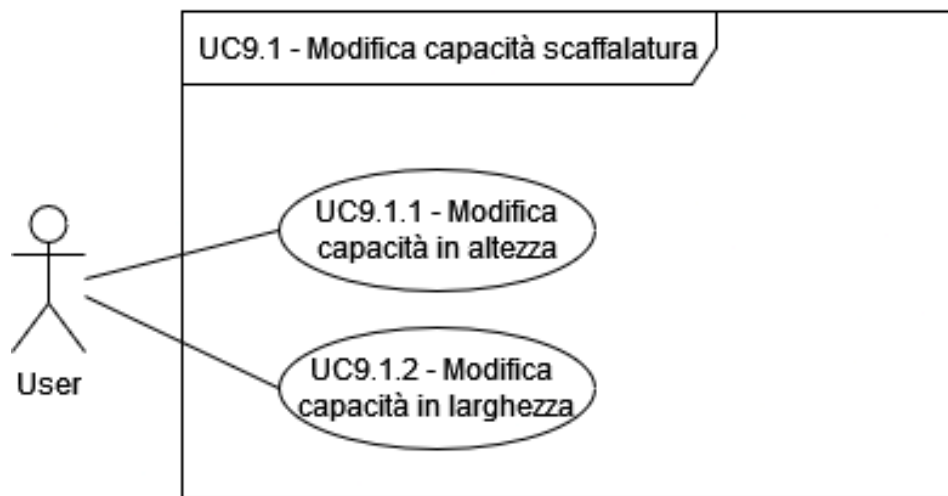 UC9.1 - Modifica capacità scaffalatura
UC9.1.1 - Modifica
capacità in altezza
UC9.1.2 - Modifica
capacità in larghezza
User